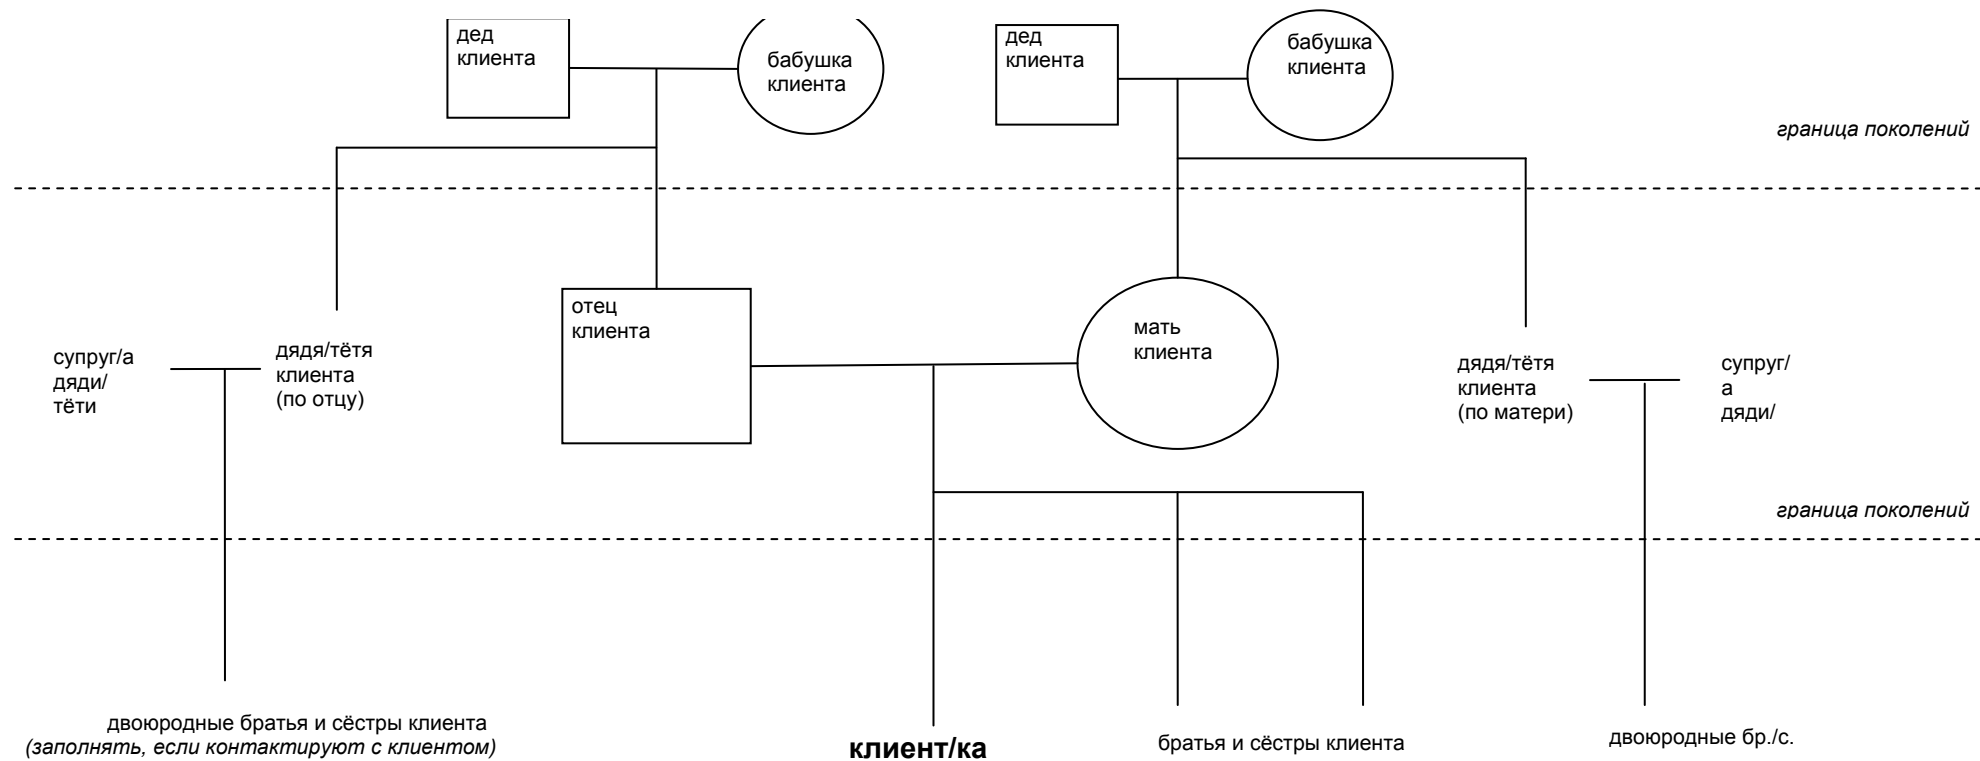 дед
клиента
бабушка
клиента
дед
клиента
бабушка
клиента
граница поколений
супруг/а
дяди/
тёти
дядя/тётя
клиента
(по отцу)
отец
клиента
мать
клиента
дядя/тётя
клиента
(по матери)
супруг/
а
дяди/
граница поколений
двоюродные братья и сёстры клиента
(заполнять, если контактируют с клиентом)
клиент/ка
братья и сёстры клиента
двоюродные бр./с.